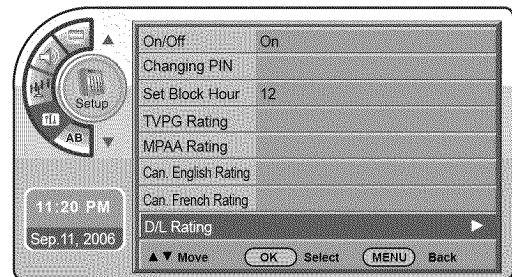 On/Off On
Changing PIN
Set Block Hour 12
TVPG Rating
MPAA Rating
Can. English Rating
Can. French Rating
D/L Rating
▲▼ Move OK Select MENU Back
Setup
AB
11:20 PM
Sep.11, 2006